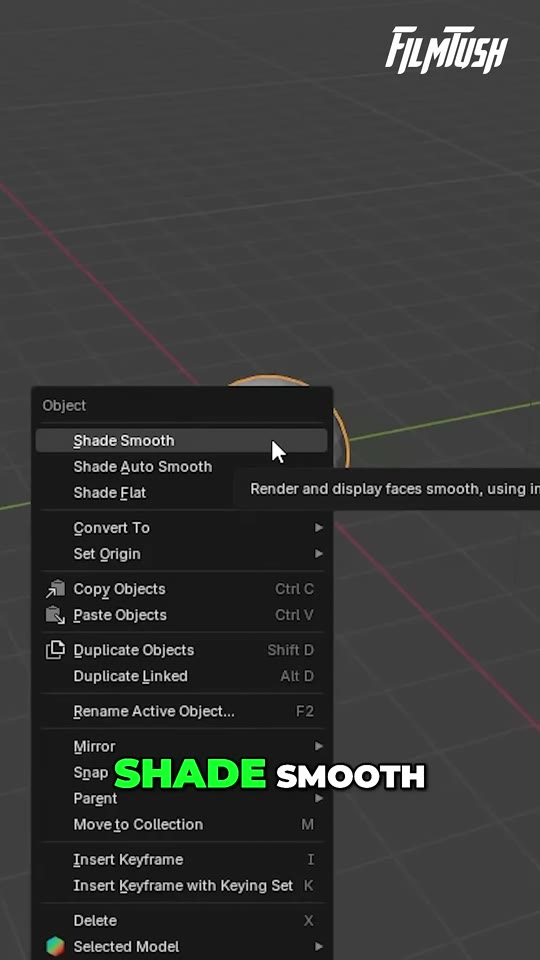 FILMTUSH
Object
Shade Smooth
Shade Auto Smooth
Shade Flat
Render and display faces smooth, using
Convert To
Set Origin
Copy Objects Ctrl C
Paste Objects Ctrl V
Duplicate Objects Shift D
Duplicate Linked Alt D
Rename Active Object... F2
Mirror
Snap
SHADE SMOOTH
Parent
Move to Collection M
Insert Keyframe I
Insert Keyframe with Keying Set K
Delete X
Selected Model